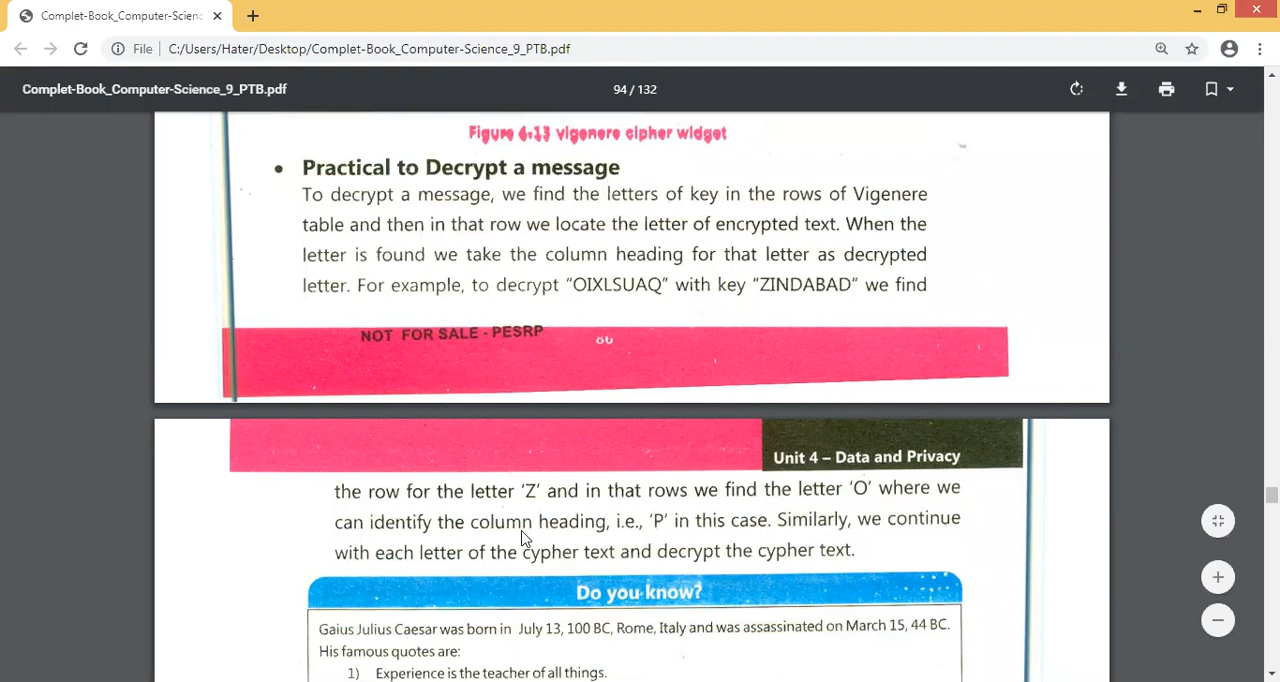 Complet-Book_Computer-Scienc
File C:/Users/Hater/Desktop/Complet-Book_Computer-Science_9_PTB.pdf
Complet-Book_Computer-Science_9_PTB.pdf 94 / 132
Figure 4.13 vigenere cipher widget
• Practical to Decrypt a message
To decrypt a message, we find the letters of key in the rows of Vigenere
table and then in that row we locate the letter of encrypted text. When the
letter is found we take the column heading for that letter as decrypted
letter. For example, to decrypt “OIXLSUAQ” with key “ZINDABAD” we find
NOT FOR SALE - PESRP
Unit 4 – Data and Privacy
the row for the letter ‘Z’ and in that rows we find the letter ‘O’ where we
can identify the column heading, i.e., ‘P’ in this case. Similarly, we continue
with each letter of the cypher text and decrypt the cypher text.
Do you know?
Gaius Julius Caesar was born in July 13, 100 BC, Rome, Italy and was assassinated on March 15, 44 BC.
His famous quotes are:
1) Experience is the teacher of all things.